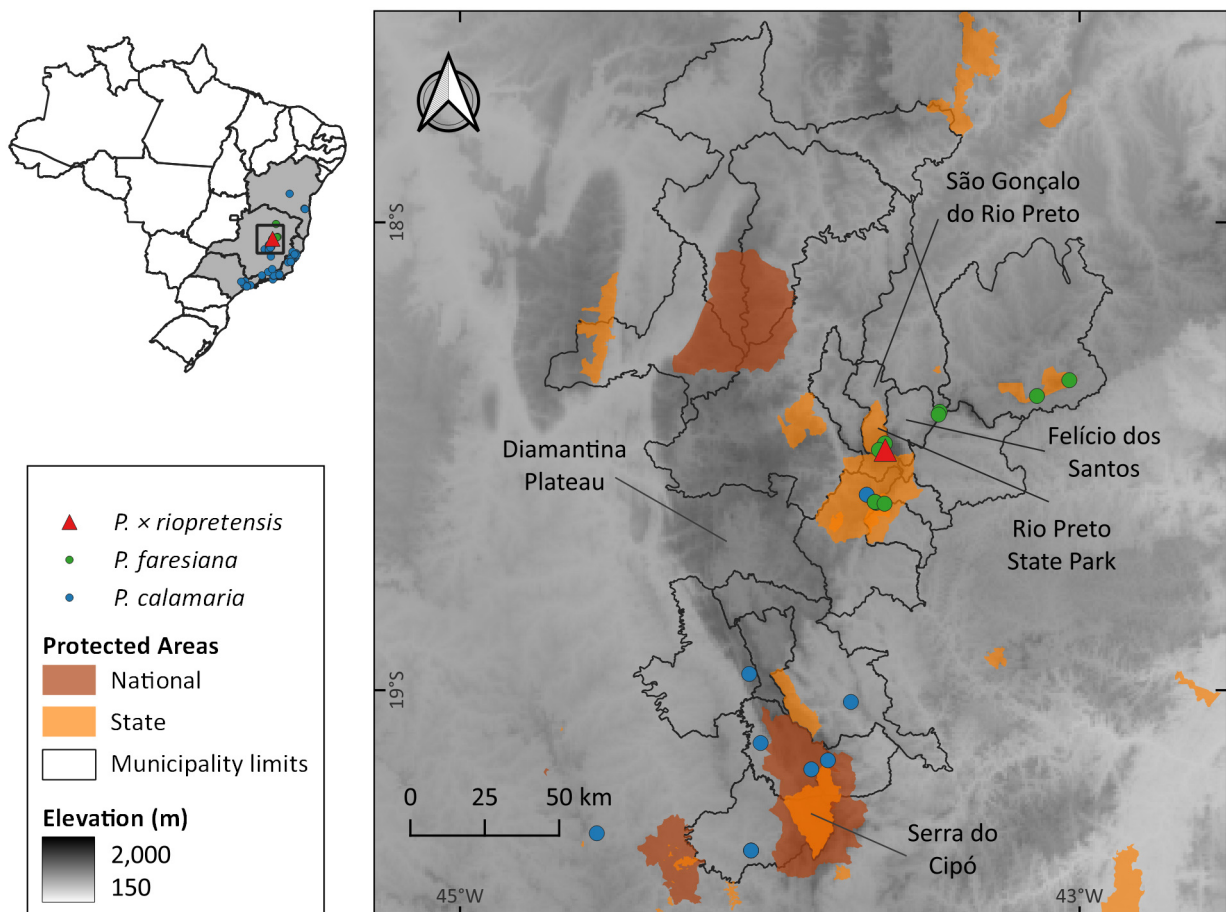 18°S
19°S
45°W
43°W
São Gonçalo
do Rio Preto
Diamantina
Plateau
Felício dos
Santos
Rio Preto
State Park
Serra do
Cipó
0 25 50 km
P. × riopretensis
P. faresiana
P. calamaria
Protected Areas
National
State
Municipality limits
Elevation (m)
2,000
150